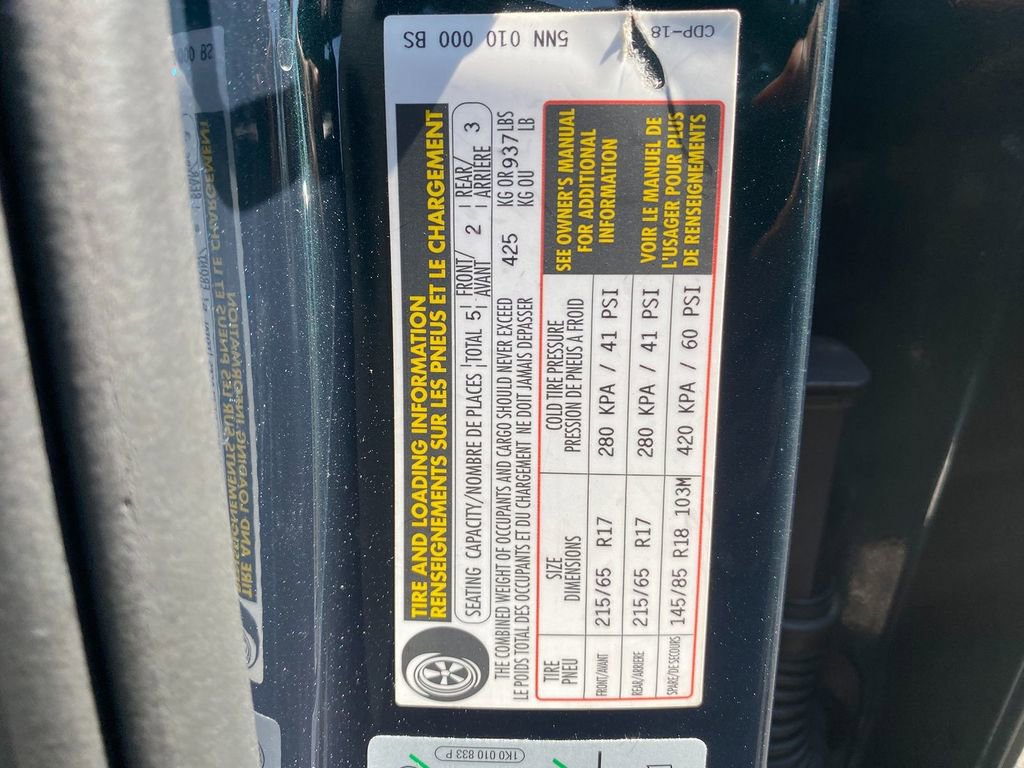 5NN 010 000 BS
CDP-18
TIRE AND LOADING INFORMATION
RENSEIGNEMENTS SUR LES PNEUS ET LE CHARGEMENT
SEATING CAPACITY/NOMBRE DE PLACES TOTAL 5 FRONT/AVANT 2 REAR/ARRIÈRE 3
THE COMBINED WEIGHT OF OCCUPANTS AND CARGO SHOULD NEVER EXCEED 425 KG OR 937 LBS
LE POIDS TOTAL DES OCCUPANTS ET DU CHARGEMENT NE DOIT JAMAIS DEPASSER KG OU LB
TIRE PNEU SIZE DIMENSIONS COLD TIRE PRESSURE PRESSION DE PNEUS A FROID
FRONT/AVANT 215/65 R17 280 KPA / 41 PSI
REAR/ARRIERE 215/65 R17 280 KPA / 41 PSI
SPARE/DE SECOURS 145/85 R18 103M 420 KPA / 60 PSI
SEE OWNER'S MANUAL
FOR ADDITIONAL
INFORMATION
VOIR LE MANUEL DE
L'USAGER POUR PLUS
DE RENSEIGNEMENTS
1K0 010 833 P